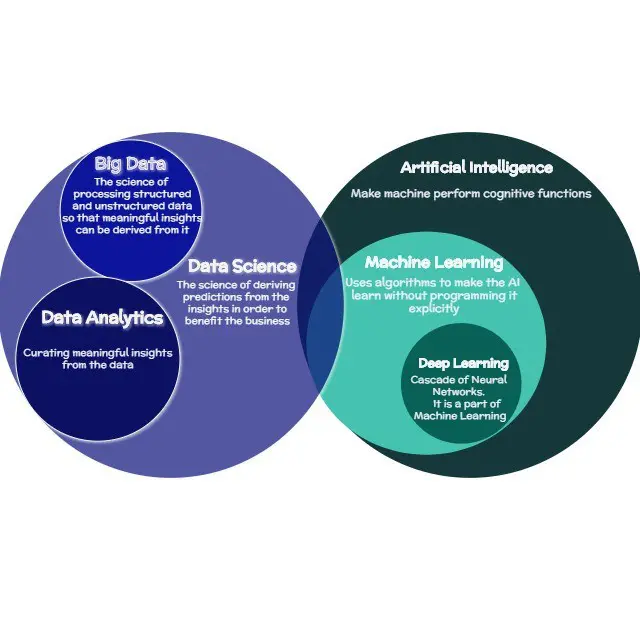 Big Data
The science of
processing structured
and unstructured data
so that meaningful insights
can be derived from it
Data Science
The science of deriving
predictions from the
insights in order to
benefit the business
Data Analytics
Curating meaningful insights
from the data
Artificial Intelligence
Make machine perform cognitive functions
Machine Learning
Uses algorithms to make the AI
learn without programming it
explicitly
Deep Learning
Cascade of Neural
Networks.
It is a part of
Machine Learning